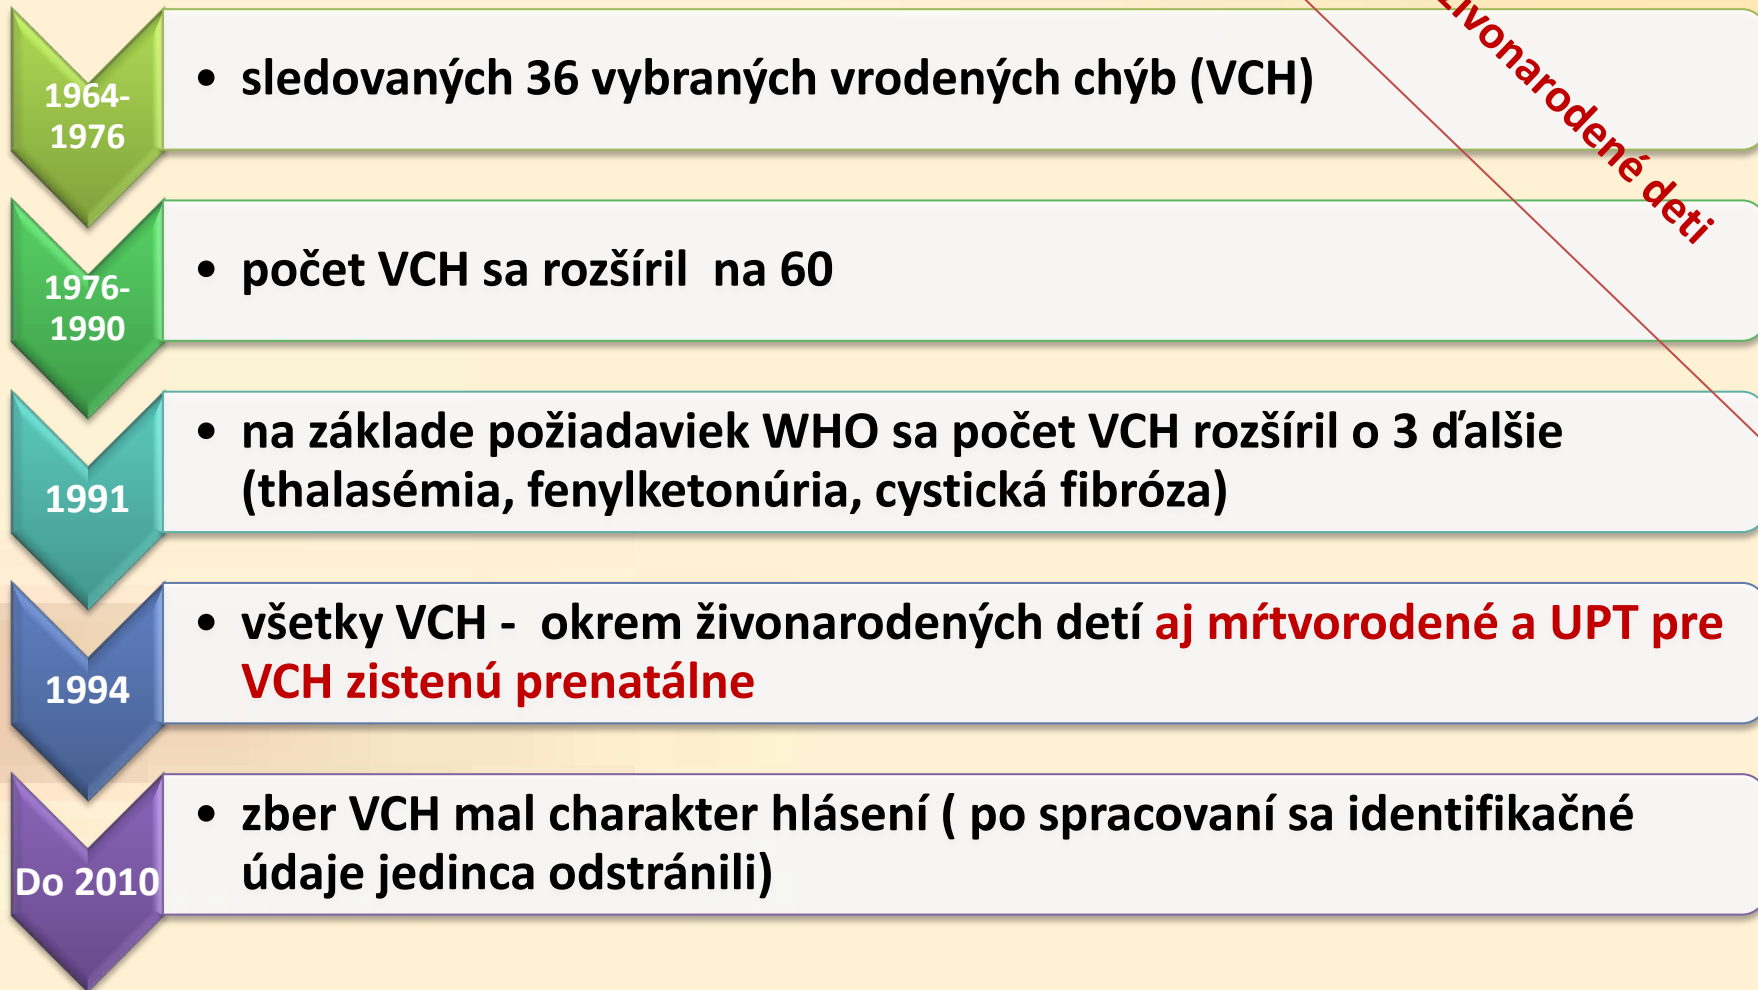 živonarodené deti
1964-
1976
• sledovaných 36 vybraných vrodených chýb (VCH)
1976-
1990
• počet VCH sa rozšíril  na 60
1991
• na základe požiadaviek WHO sa počet VCH rozšíril o 3 ďalšie
(thalasémia, fenylketonúria, cystická fibróza)
1994
• všetky VCH -  okrem živonarodených detí aj mŕtvorodené a UPT pre
VCH zistenú prenatálne
Do 2010
• zber VCH mal charakter hlásení ( po spracovaní sa identifikačné
údaje jedinca odstránili)